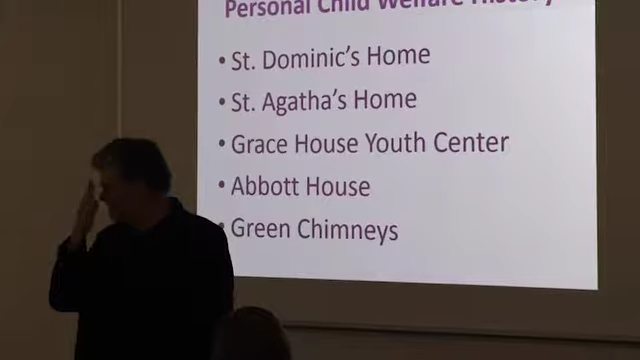 Personal Child Welfare History
• St. Dominic's Home
• St. Agatha's Home
• Grace House Youth Center
• Abbott House
• Green Chimneys